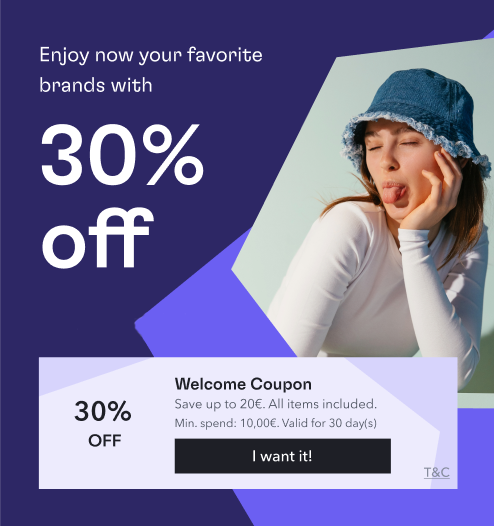 Enjoy now your favorite
brands with
30%
off
30%
OFF
Welcome Coupon
Save up to 20€. All items included.
Min. spend: 10,00€. Valid for 30 day(s)
I want it!
T&C